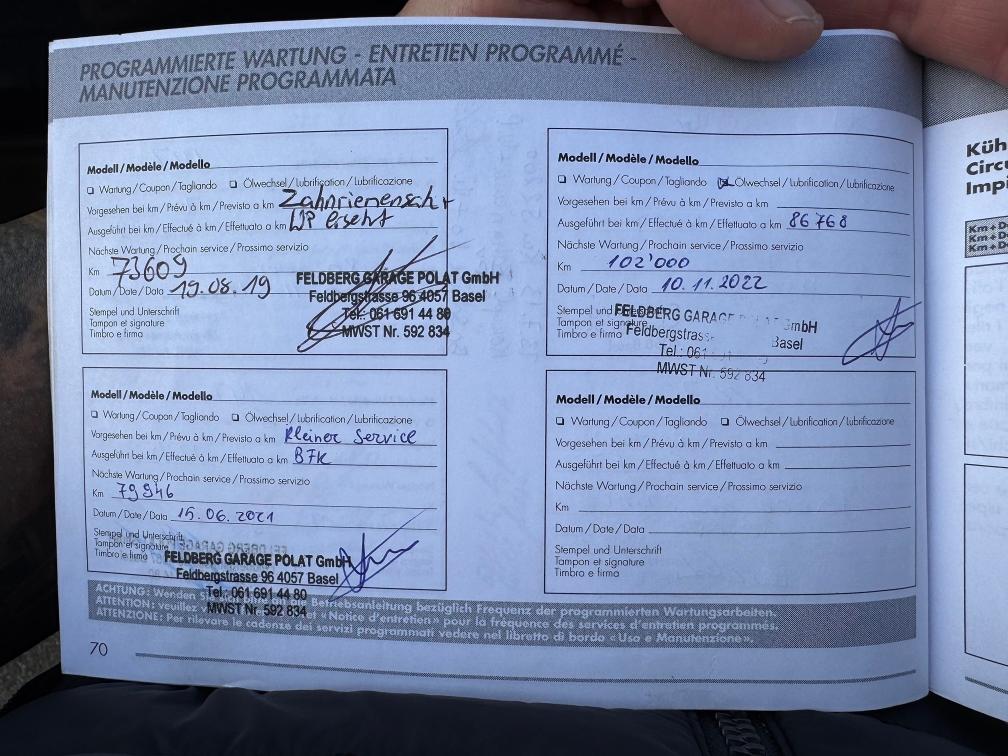 PROGRAMMIERTE WARTUNG - ENTRETIEN PROGRAMMÉ -
MANUTENZIONE PROGRAMMATA
Modell/Modèle/Modello
Wartung/Coupon/Tagliando Ölwechsel/Lubrification/Lubrificazione
Vorgesehen bei km/Prévu à km/Previsto a km Zahnriemensatz +
Ausgeführt bei km/Effectué à km/Effettuato a km WP ersetzt
Nächste Wartung/Prochain service/Prossimo servizio
Km 73609
Datum/Date/Data 19.08.19
Stempel und Unterschrift
Tampon et signature
Timbro e firma
FELDBERG GARAGE POLAT GmbH
Feldbergstrasse 96 4057 Basel
Tel.: 061 691 44 80
MWST Nr. 592 834
Modell/Modèle/Modello
Wartung/Coupon/Tagliando Ölwechsel/Lubrification/Lubrificazione
Vorgesehen bei km/Prévu à km/Previsto a km Kleiner Service
Ausgeführt bei km/Effectué à km/Effettuato a km BFK
Nächste Wartung/Prochain service/Prossimo servizio
Km 79946
Datum/Date/Data 15.06.2021
Stempel und Unterschrift
Tampon et signature
Timbro e firma
FELDBERG GARAGE POLAT GmbH
Feldbergstrasse 96 4057 Basel
Tel.: 061 691 44 80
MWST Nr. 592 834
Modell/Modèle/Modello
Wartung/Coupon/Tagliando Ölwechsel/Lubrification/Lubrificazione
Vorgesehen bei km/Prévu à km/Previsto a km
Ausgeführt bei km/Effectué à km/Effettuato a km 86768
Nächste Wartung/Prochain service/Prossimo servizio
Km 102'000
Datum/Date/Data 10.11.2022
Stempel und
Tampon et signature
Timbro e firma
FELDBERG GARAGE POLAT GmbH
Feldbergstrass Basel
Tel.: 061
MWST Nr. 592 834
Modell/Modèle/Modello
Wartung/Coupon/Tagliando Ölwechsel/Lubrification/Lubrificazione
Vorgesehen bei km/Prévu à km/Previsto a km
Ausgeführt bei km/Effectué à km/Effettuato a km
Nächste Wartung/Prochain service/Prossimo servizio
Km
Datum/Date/Data
Stempel und Unterschrift
Tampon et signature
Timbro e firma
ACHTUNG: Wenden Betriebsanleitung bezüglich Frequenz der programmierten Wartungsarbeiten.
ATTENTION: veuillez «Notice d'entretien» pour la fréquence des services d'entretien programmés.
ATTENZIONE: Per rilevare le cadenze dei servizi programmati vedere nel libretto di bordo «Uso e Manutenzione».
70
Küh
Circu
Impi
Km+D
Km+D
Km+D